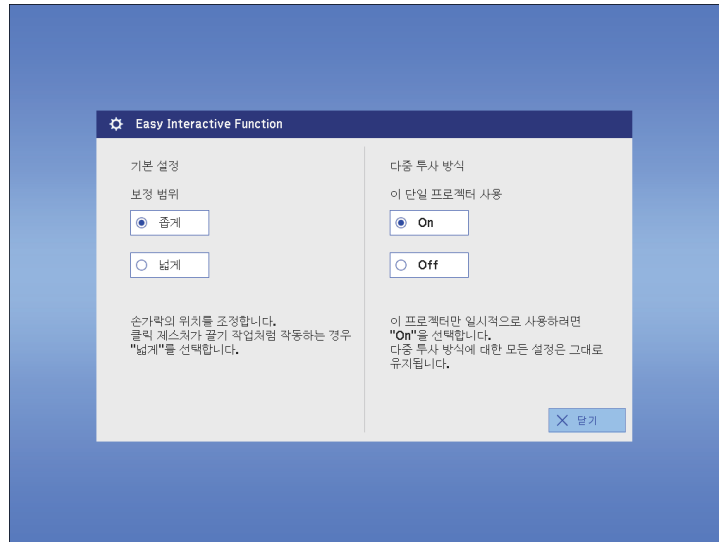 Easy Interactive Function
기본 설정
보정 범위
좁게
넓게
손가락의 위치를 조정합니다.
클릭 제스처가 끌기 작업처럼 작동하는 경우
"넓게"를 선택합니다.
다중 투사 방식
이 단일 프로젝터 사용
On
Off
이 프로젝터만 일시적으로 사용하려면
"On"을 선택합니다.
다중 투사 방식에 대한 모든 설정은 그대로
유지됩니다.
닫기